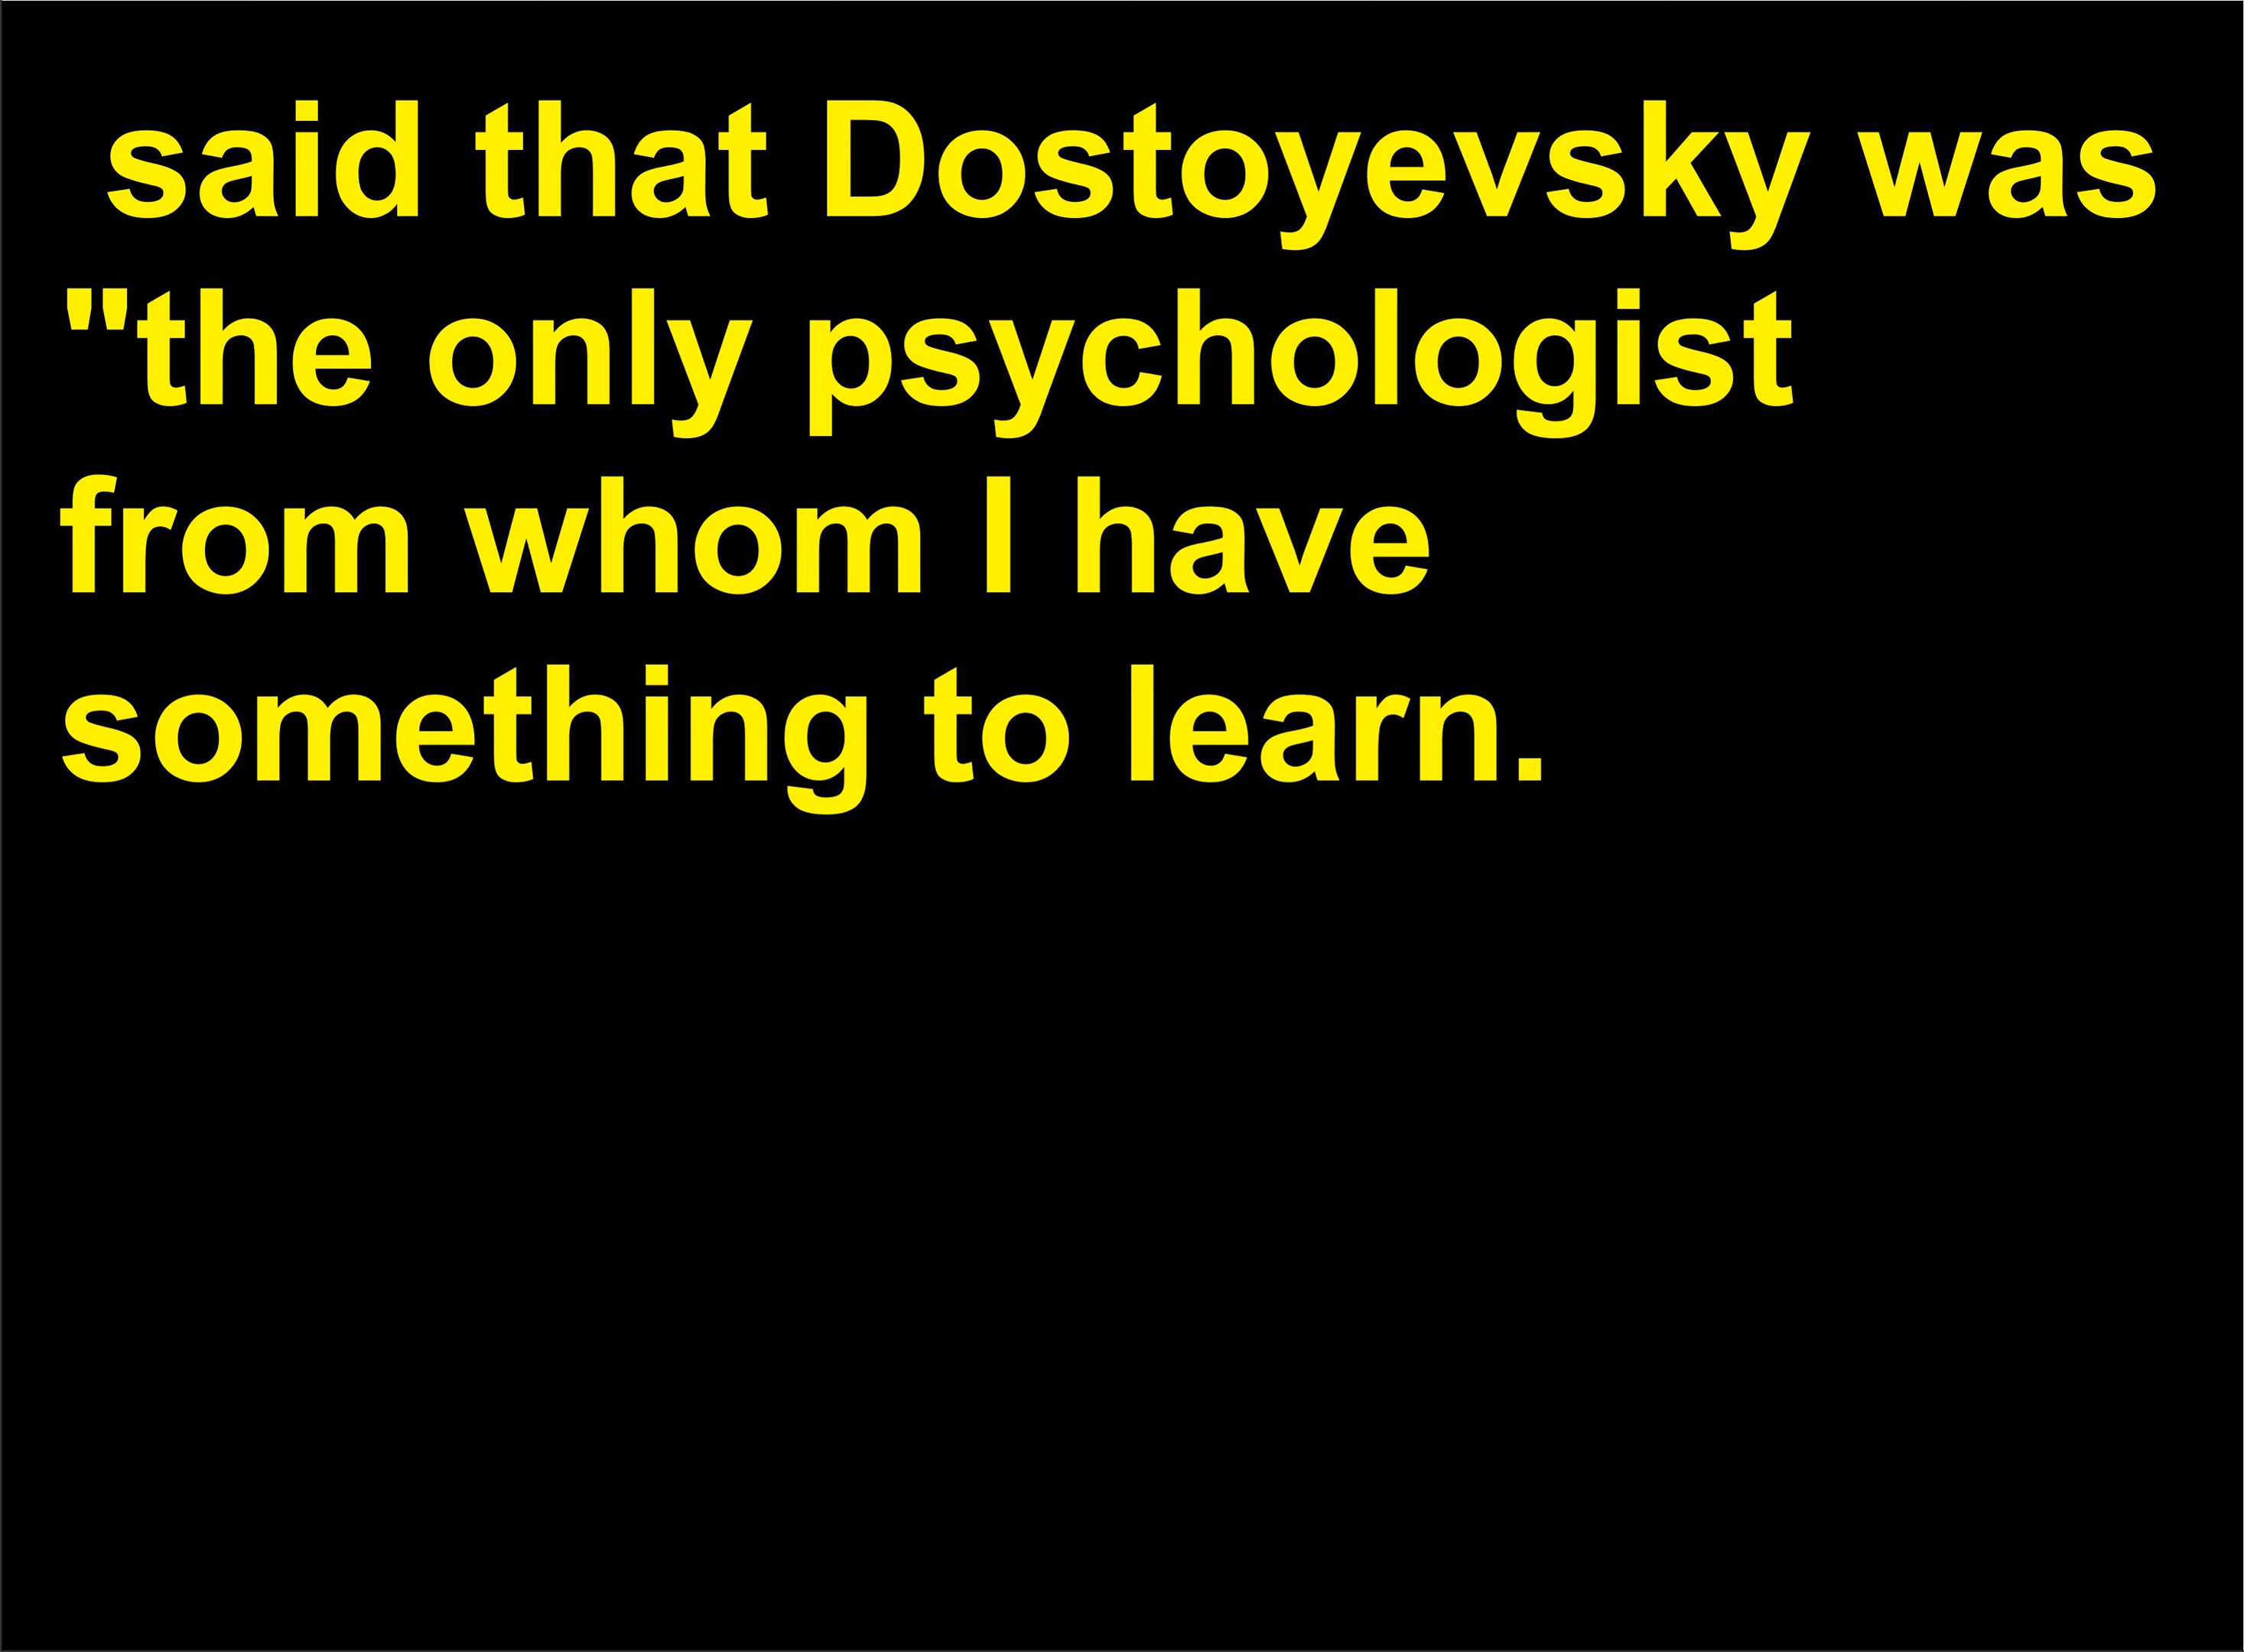 said that Dostoyevsky was
"the only psychologist
from whom I have
something to learn.